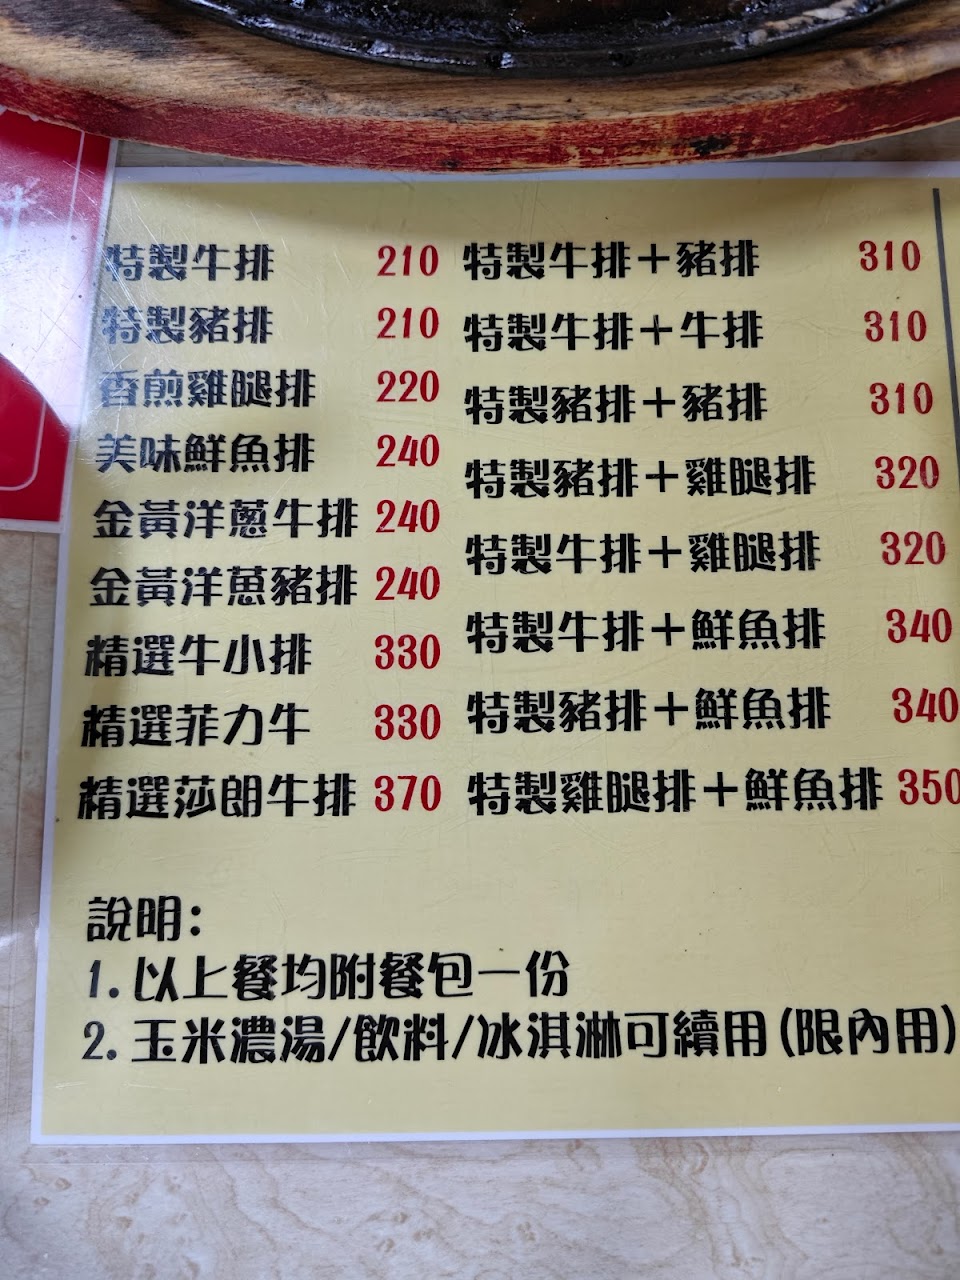 特製牛排 210
特製豬排 210
香煎雞腿排 220
美味鮮魚排 240
金黃洋蔥牛排 240
金黃洋蔥豬排 240
精選牛小排 330
精選菲力牛 330
精選莎朗牛排 370
特製牛排+豬排 310
特製牛排+牛排 310
特製豬排+豬排 310
特製豬排+雞腿排 320
特製牛排+雞腿排 320
特製牛排+鮮魚排 340
特製豬排+鮮魚排 340
特製雞腿排+鮮魚排 350
說明:
1.以上餐均附餐包一份
2.玉米濃湯/飲料/冰淇淋可續用(限內用)